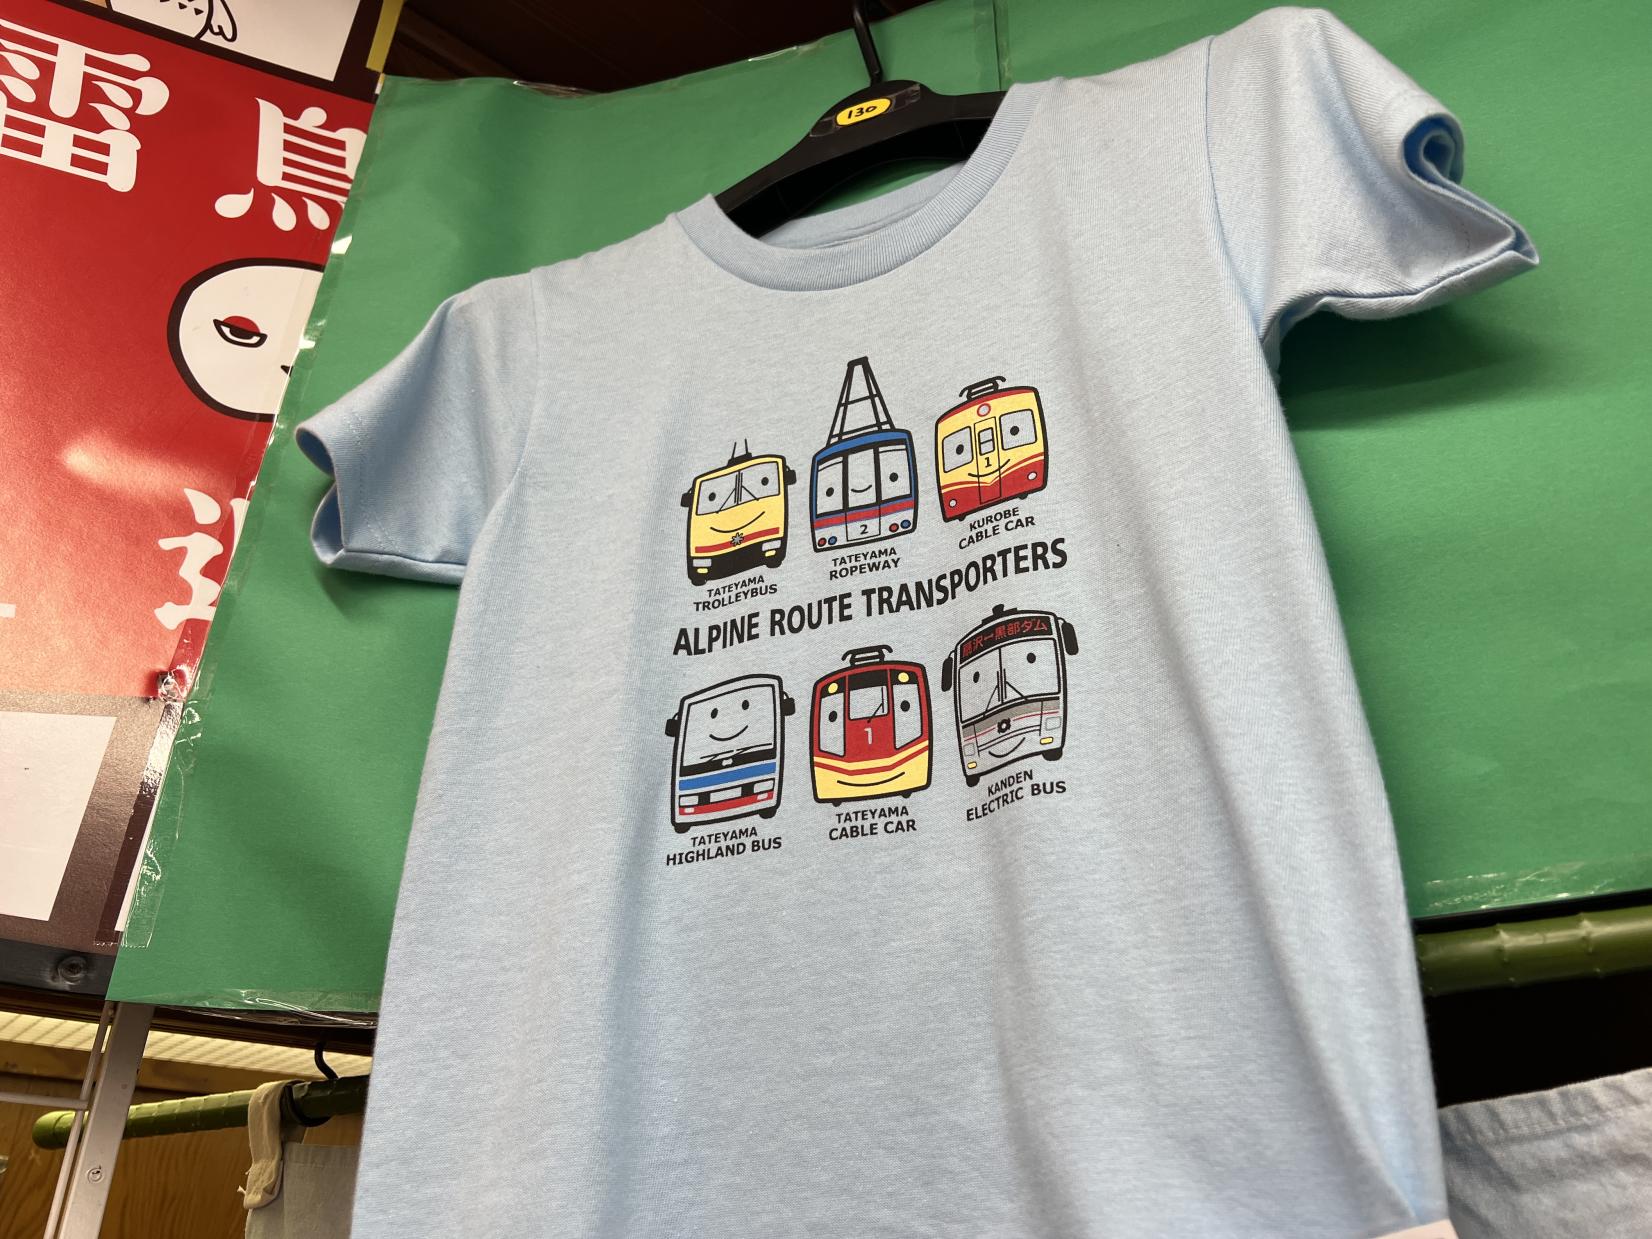 雷鳥
130
TATEYAMA
TROLLEYBUS
2
TATEYAMA
ROPEWAY
1
KUROBE
CABLE CAR
ALPINE ROUTE TRANSPORTERS
TATEYAMA
HIGHLAND BUS
1
TATEYAMA
CABLE CAR
扇沢ー黒部ダム
KANDEN
ELECTRIC BUS